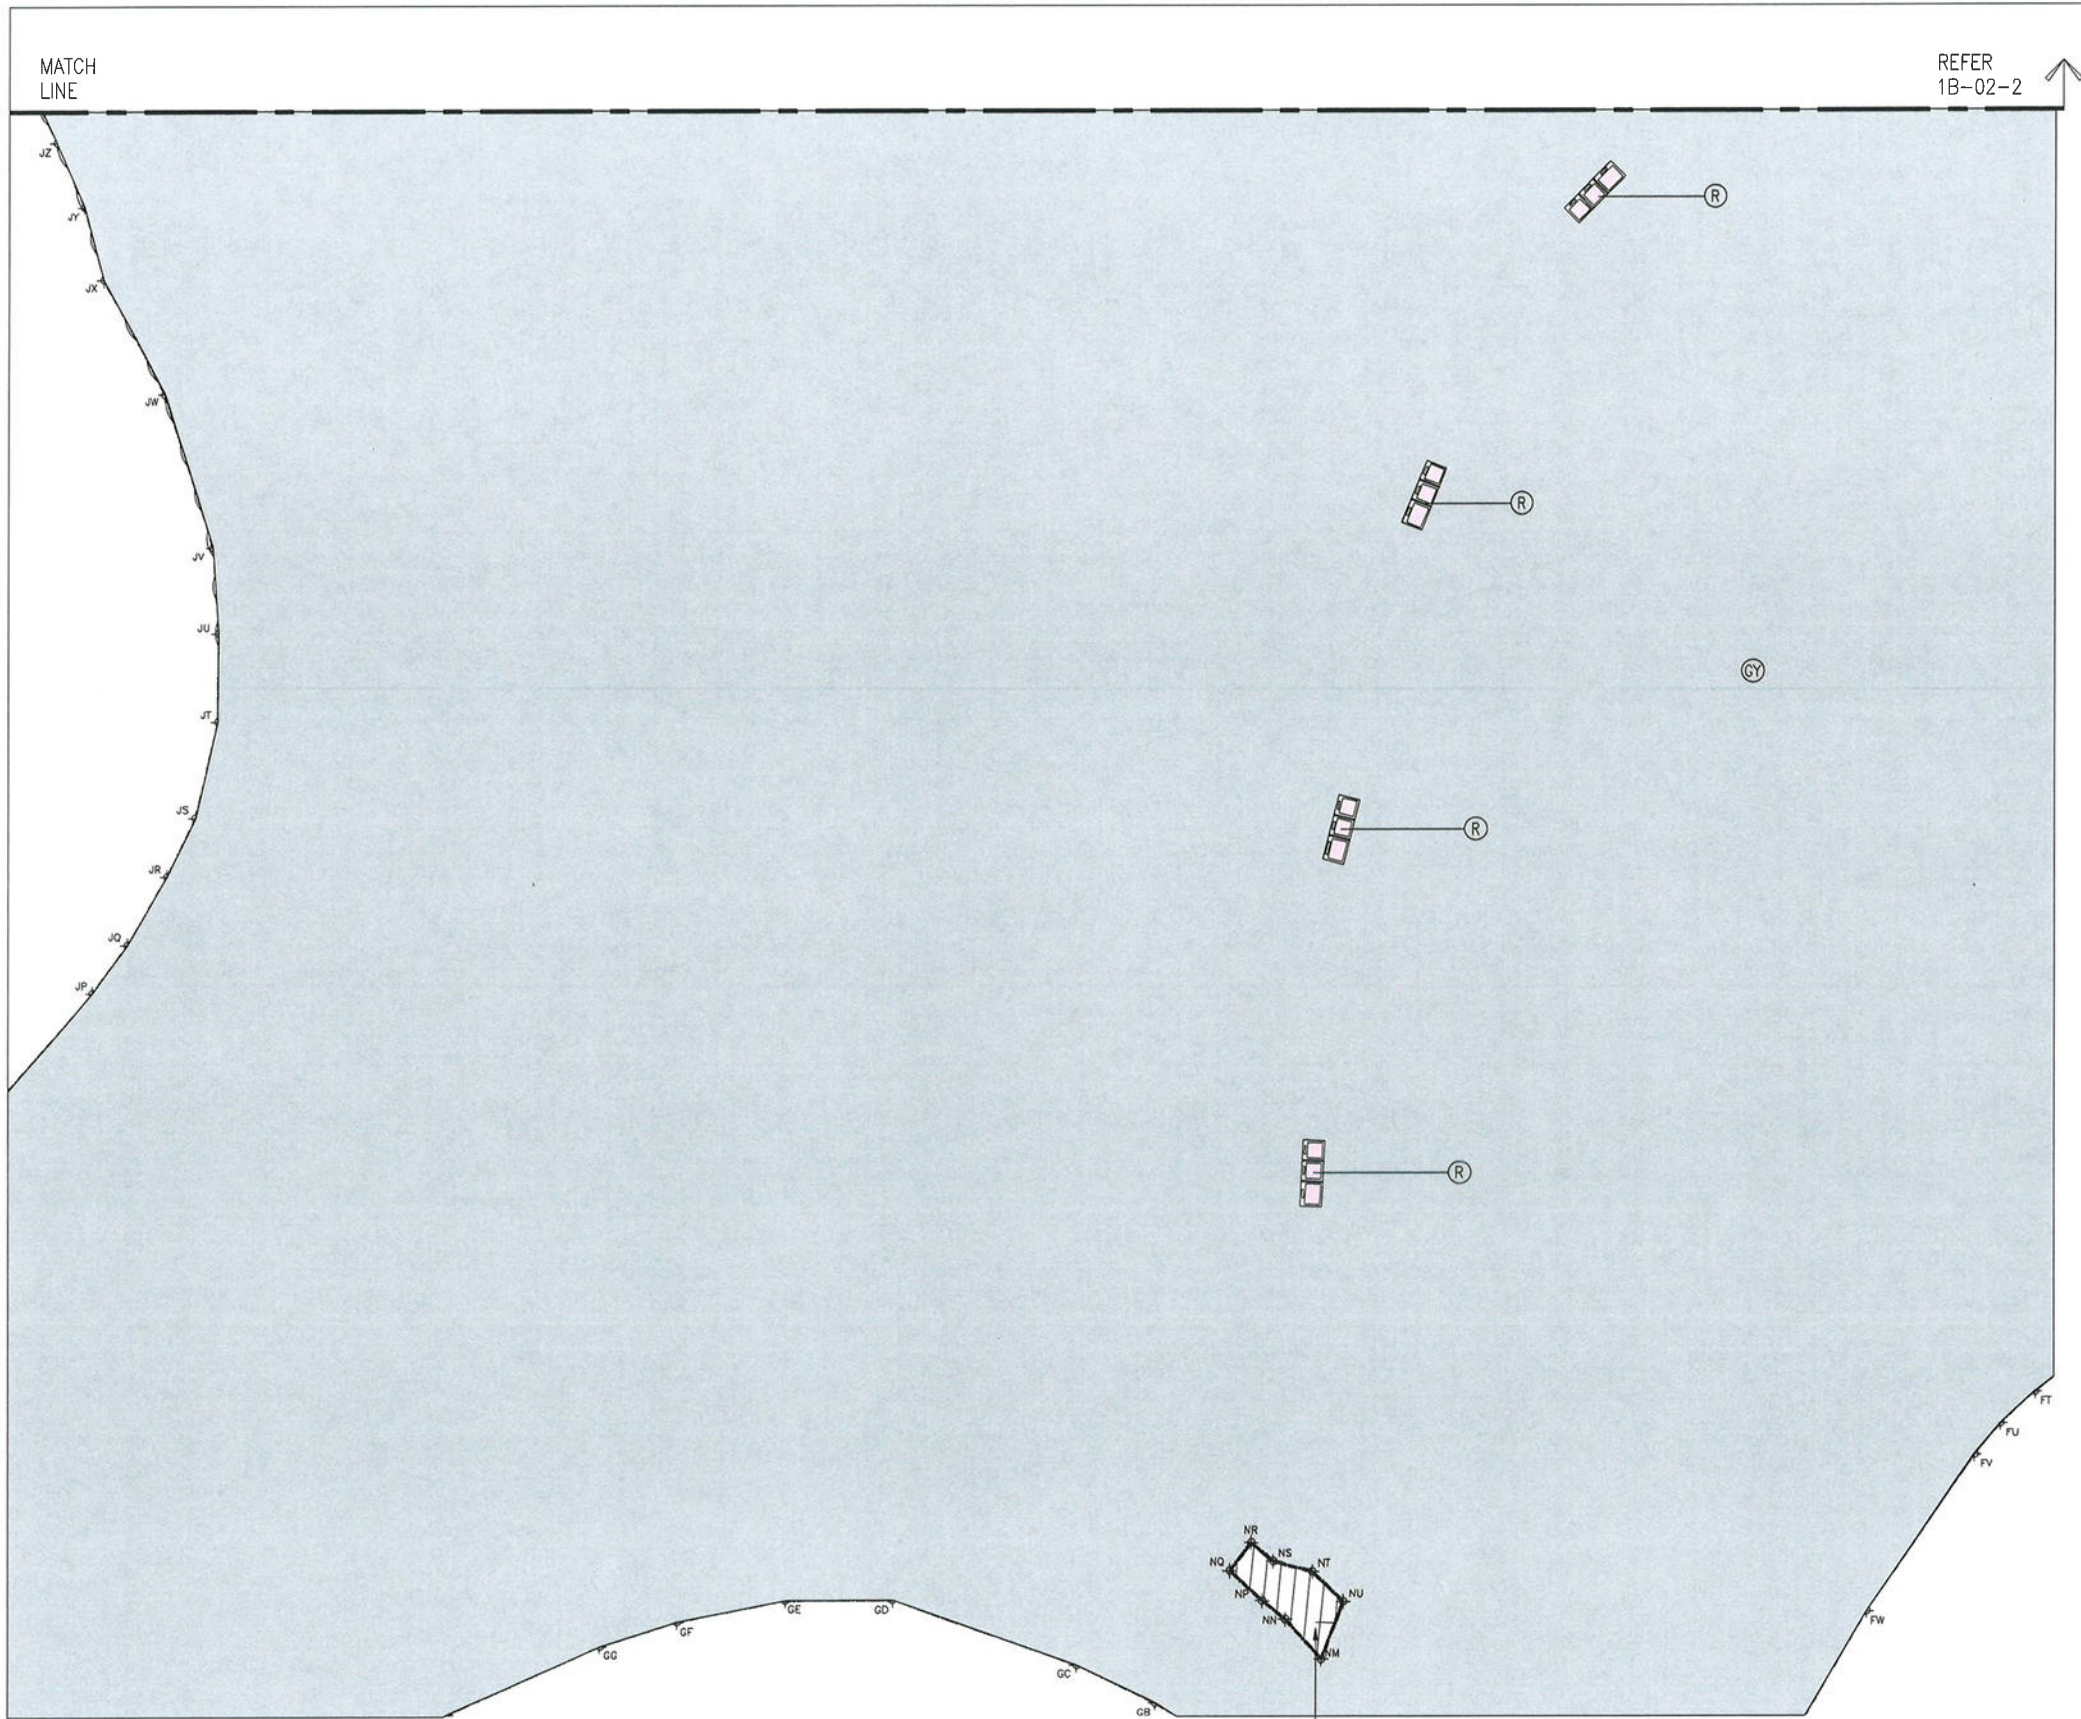 MATCH
LINE
REFER
1B-02-2
JZ
R
JY
JX
JW
R
JV
JU
GY
JT
JS
R
JR
JQ
JP
R
FT
FU
FV
NR
NS
NQ
NT
NP
NU
GE
GD
NN
FW
GF
GG
NM
GC
GB